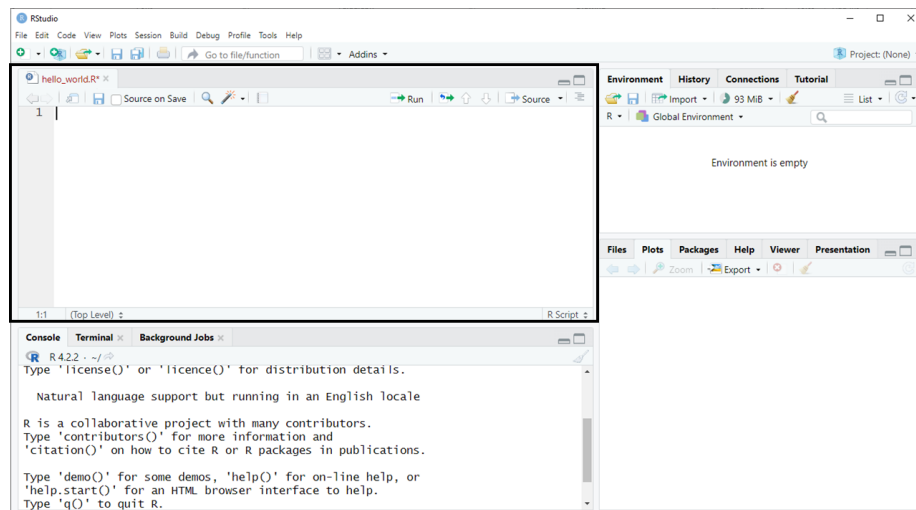 RStudio
File Edit Code View Plots Session Build Debug Profile Tools Help
Go to file/function Addins Project: (None)
hello_world.R*
Source on Save Run Source
1
1:1 (Top Level) R Script
Console Terminal Background Jobs
R 4.2.2 · ~/
Type 'license()' or 'licence()' for distribution details.
Natural language support but running in an English locale
R is a collaborative project with many contributors.
Type 'contributors()' for more information and
'citation()' on how to cite R or R packages in publications.
Type 'demo()' for some demos, 'help()' for on-line help, or
'help.start()' for an HTML browser interface to help.
Type 'q()' to quit R.
Environment History Connections Tutorial
Import 93 MiB List
R Global Environment
Environment is empty
Files Plots Packages Help Viewer Presentation
Zoom Export